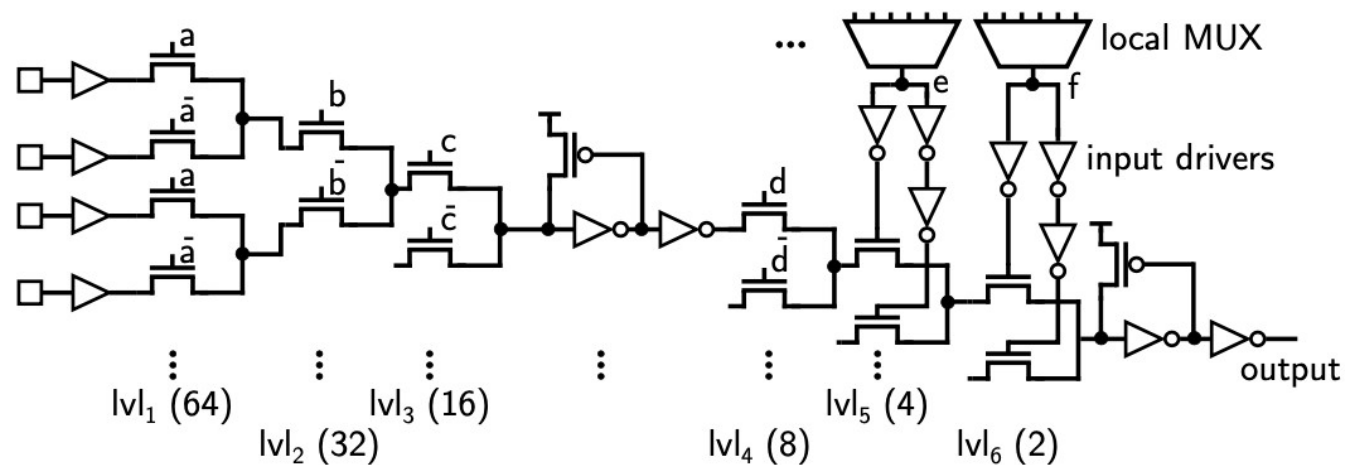 a
ā
a
ā
b
b̄
c
c̄
d
d̄
...
e
f
local MUX
input drivers
output
lvl₁ (64)
lvl₂ (32)
lvl₃ (16)
lvl₄ (8)
lvl₅ (4)
lvl₆ (2)